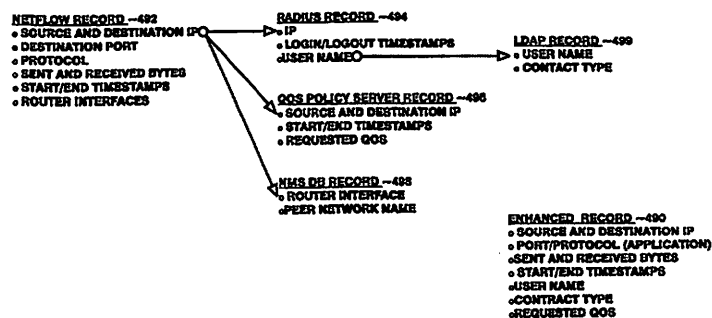 NETFLOW RECORD ~492
• SOURCE AND DESTINATION IP
• DESTINATION PORT
• PROTOCOL
• SENT AND RECEIVED BYTES
• START/END TIMESTAMPS
• ROUTER INTERFACES
RADIUS RECORD ~494
• IP
• LOGIN/LOGOUT TIMESTAMPS
• USER NAME
LDAP RECORD ~499
• USER NAME
• CONTACT TYPE
QOS POLICY SERVER RECORD ~496
• SOURCE AND DESTINATION IP
• START/END TIMESTAMPS
• REQUESTED QOS
NMS DB RECORD ~498
• ROUTER INTERFACE
• PEER NETWORK NAME
ENHANCED RECORD ~490
• SOURCE AND DESTINATION IP
• PORT/PROTOCOL (APPLICATION)
• SENT AND RECEIVED BYTES
• START/END TIMESTAMPS
• USER NAME
• CONTRACT TYPE
• REQUESTED QOS